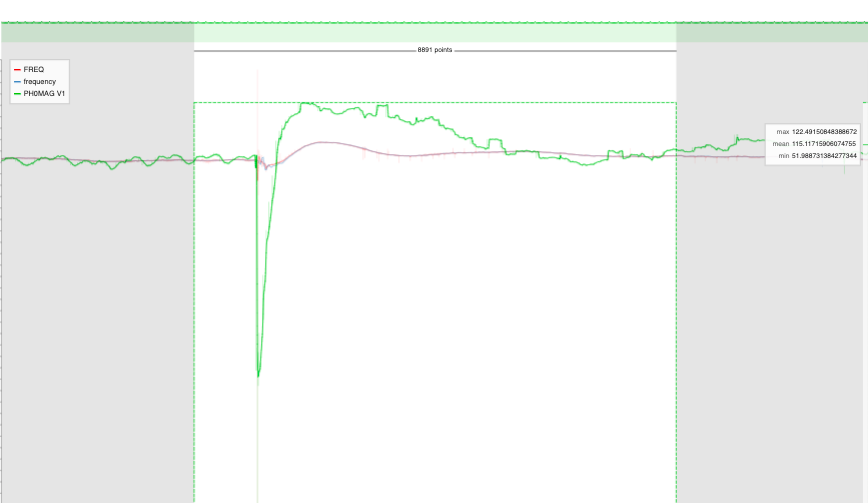 8891 points
FREQ
frequency
PH0MAG V1
max 122.49150848388672
mean 115.11715906074755
min 51.988731384277344